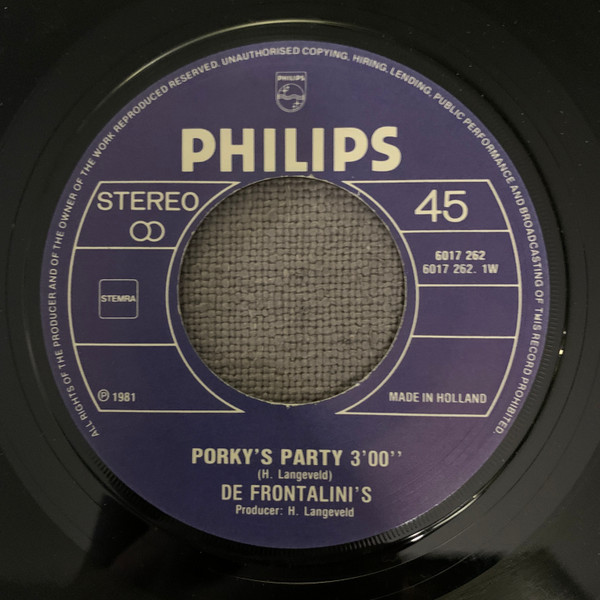 ALL RIGHTS OF THE PRODUCER AND OF THE OWNER OF THE WORK REPRODUCED RESERVED. UNAUTHORISED COPYING, HIRING, LENDING, PUBLIC PERFORMANCE AND BROADCASTING OF THIS RECORD PROHIBITED.
PHILIPS
PHILIPS
STEREO
45
6017 262
6017 262. 1W
STEMRA
℗ 1981
MADE IN HOLLAND
PORKY'S PARTY 3'00''
(H. Langeveld)
DE FRONTALINI'S
Producer: H. Langeveld